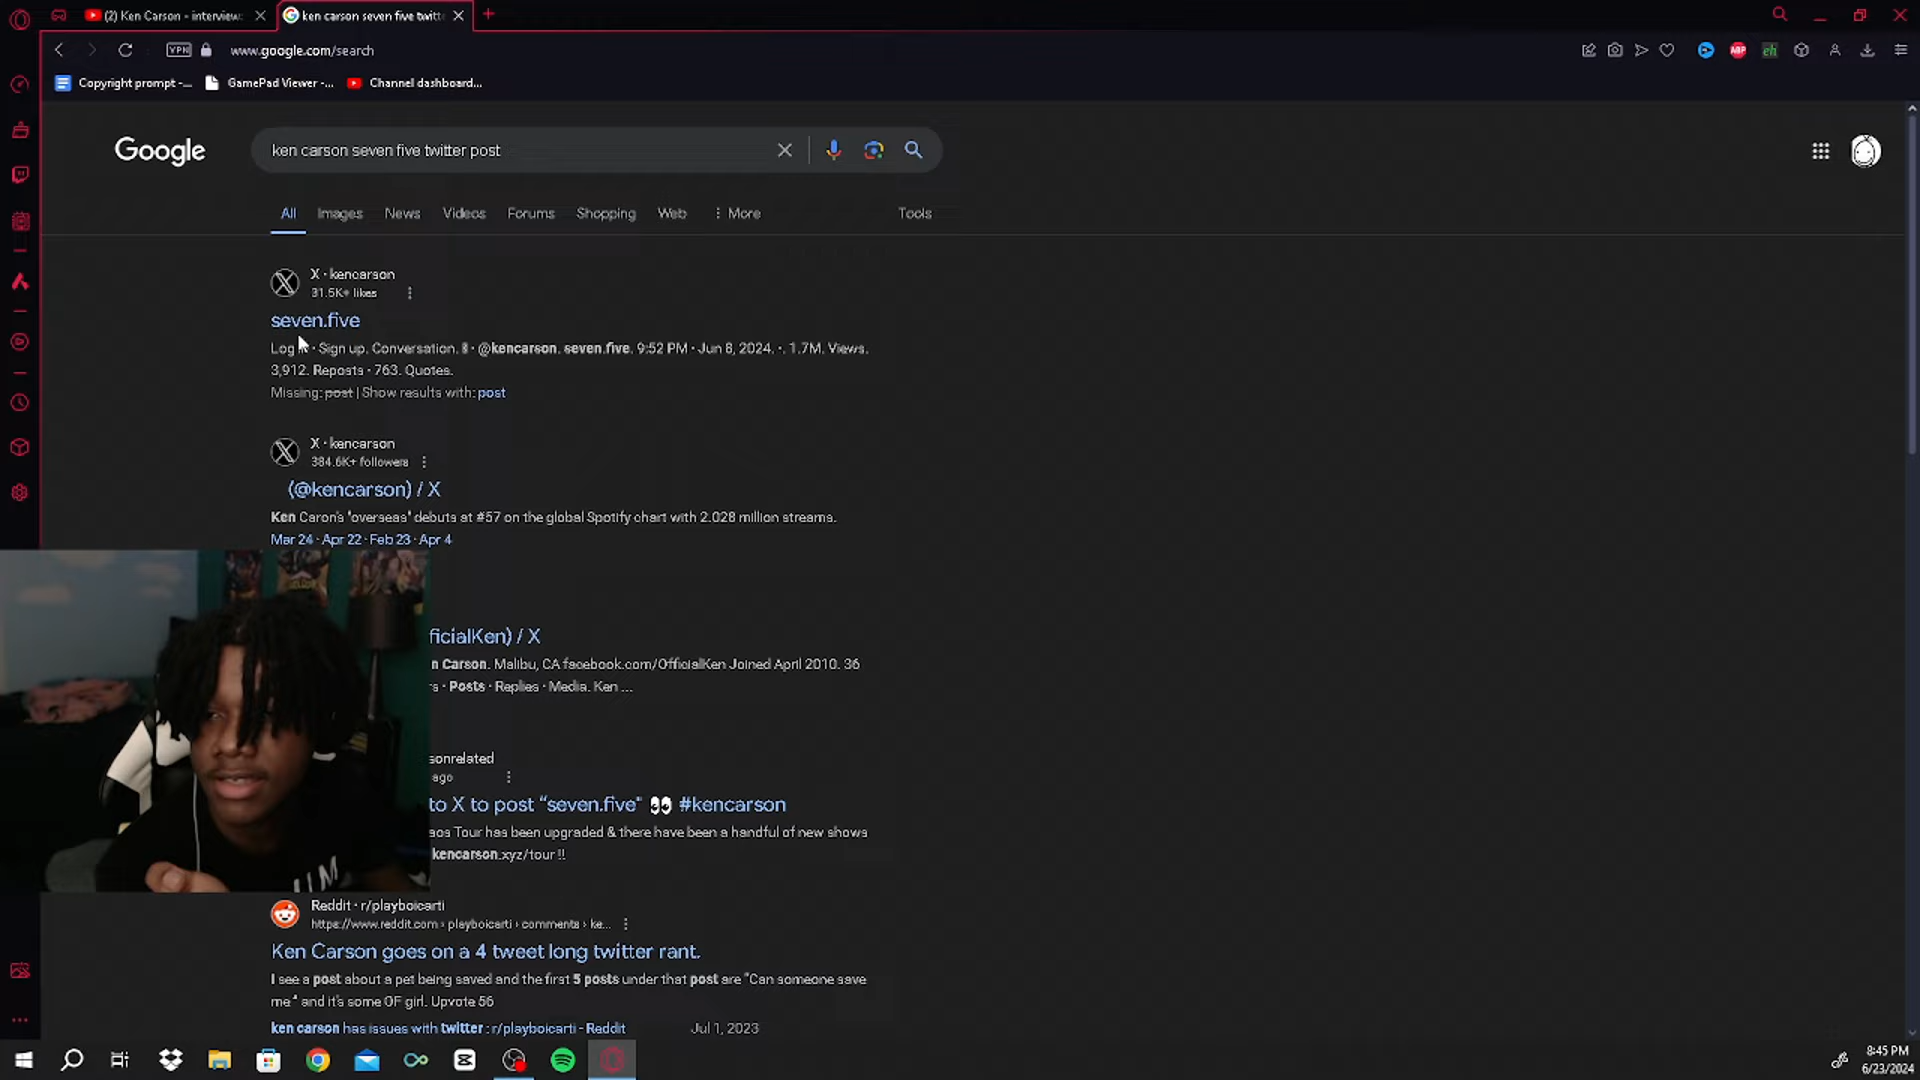 (2) Ken Carson - interview:
ken carson seven five twitt
VPN
www.google.com/search
Copyright prompt -...
GamePad Viewer -...
Channel dashboard...
Google
ken carson seven five twitter post
All
Images
News
Videos
Forums
Shopping
Web
More
Tools
X · kencarson
31.5K+ likes
seven.five
Log · Sign up. Conversation. · @kencarson. seven.five. 9:52 PM · Jun 8, 2024. ·. 1.7M. Views.
3,912. Reposts · 763. Quotes.
Missing: post | Show results with: post
X · kencarson
384.6K+ followers
(@kencarson) / X
Ken Caron's "overseas" debuts at #57 on the global Spotify chart with 2.028 million streams.
Mar 24 · Apr 22 · Feb 23 · Apr 4
ficialKen) / X
n Carson. Malibu, CA facebook.com/OfficialKen Joined April 2010. 36
s · Posts · Replies · Media. Ken ...
sonrelated
ago
to X to post “seven.five” 👀 #kencarson
aos Tour has been upgraded & there have been a handful of new shows
kencarson.xyz/tour !!
Reddit · r/playboicarti
https://www.reddit.com › playboicarti › comments › ke...
Ken Carson goes on a 4 tweet long twitter rant.
I see a post about a pet being saved and the first 5 posts under that post are "Can someone save
me" and it's some OF girl. Upvote 56
ken carson has issues with twitter : r/playboicarti - Reddit
Jul 1, 2023
8:45 PM
6/23/2024